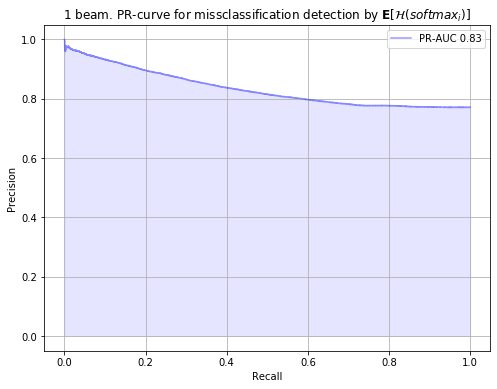 1 beam. PR-curve for missclassification detection by E[ℋ(softmax_i)]
PR-AUC 0.83
Precision
1.0
0.8
0.6
0.4
0.2
0.0
0.0 0.2 0.4 0.6 0.8 1.0
Recall